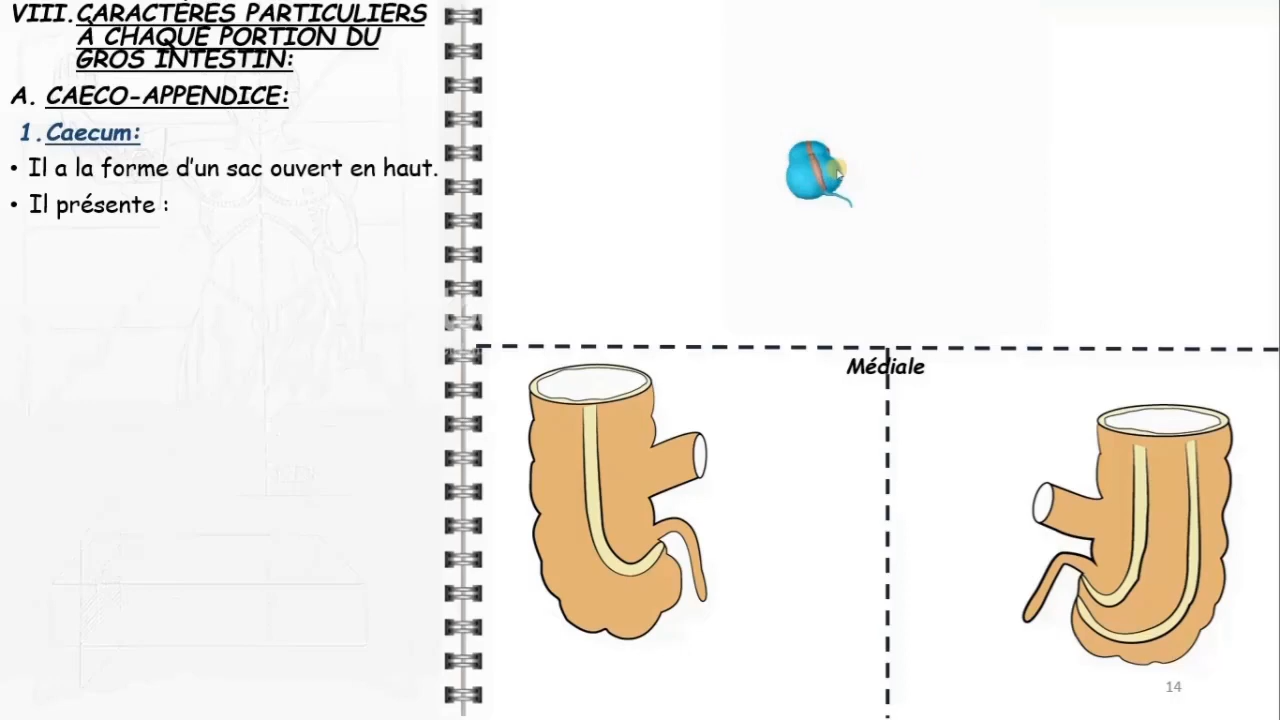 VIII. CARACTÈRES PARTICULIERS
À CHAQUE PORTION DU
GROS INTESTIN:
A. CAECO-APPENDICE:
1. Caecum:
• Il a la forme d'un sac ouvert en haut.
• Il présente :
Médiale
14